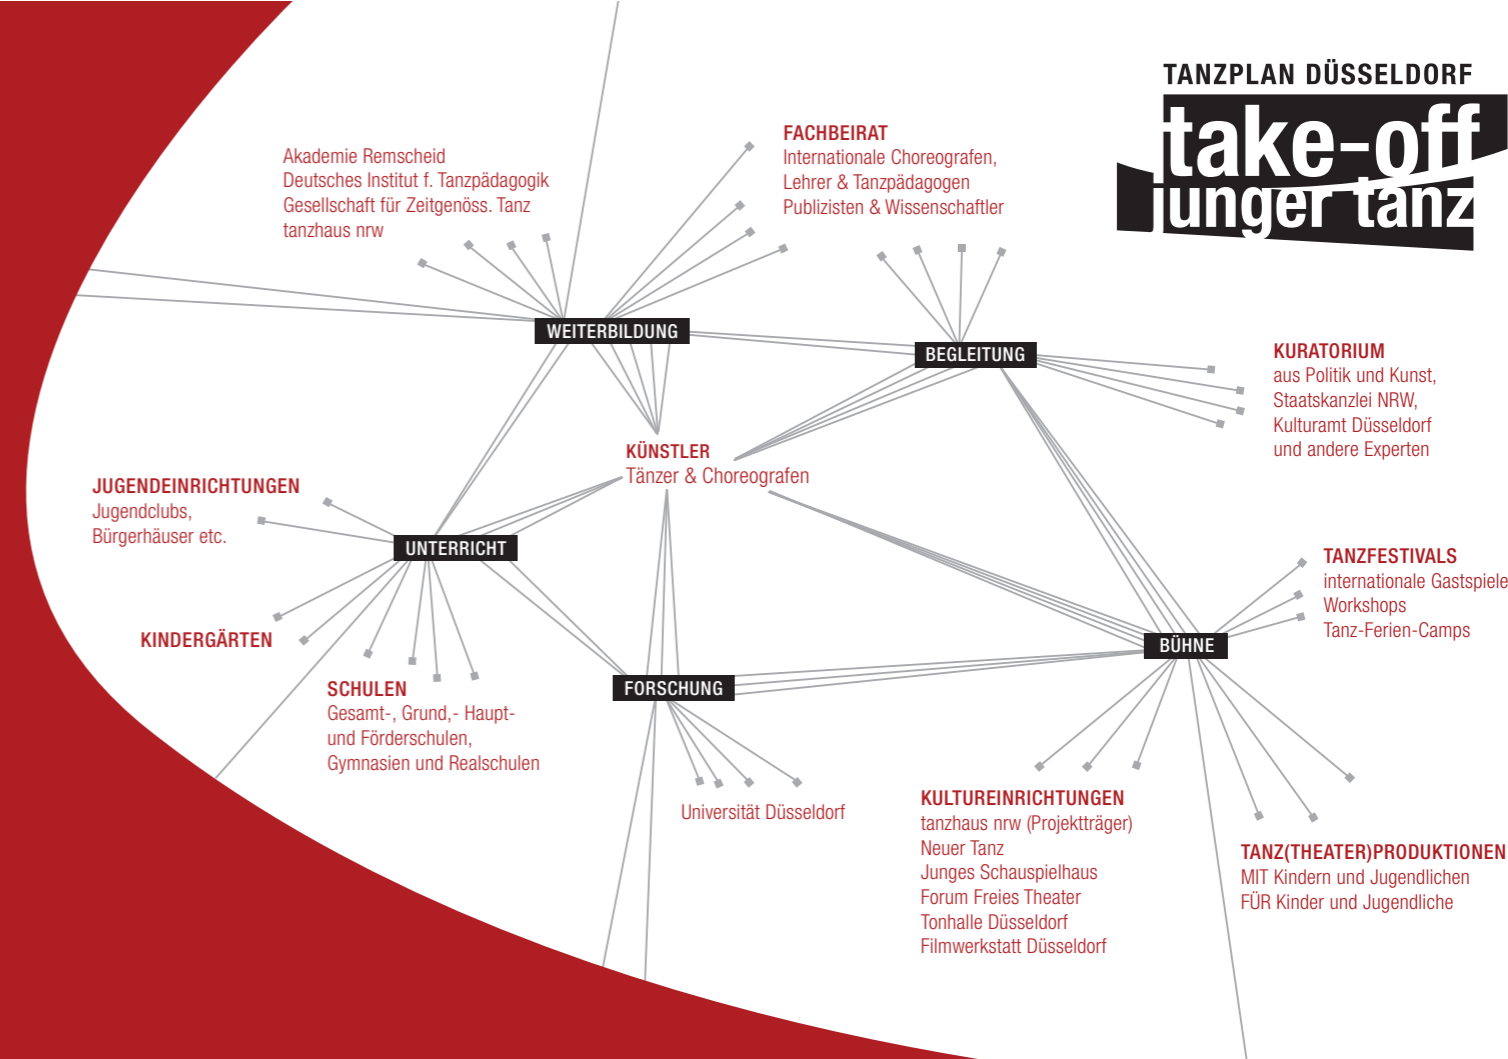 TANZPLAN DÜSSELDORF
take-off
junger tanz
Akademie Remscheid
Deutsches Institut f. Tanzpädagogik
Gesellschaft für Zeitgenöss. Tanz
tanzhaus nrw
FACHBEIRAT
Internationale Choreografen,
Lehrer & Tanzpädagogen
Publizisten & Wissenschaftler
WEITERBILDUNG
BEGLEITUNG
KURATORIUM
aus Politik und Kunst,
Staatskanzlei NRW,
Kulturamt Düsseldorf
und andere Experten
KÜNSTLER
Tänzer & Choreografen
JUGENDEINRICHTUNGEN
Jugendclubs,
Bürgerhäuser etc.
UNTERRICHT
KINDERGÄRTEN
SCHULEN
Gesamt-, Grund,- Haupt-
und Förderschulen,
Gymnasien und Realschulen
FORSCHUNG
Universität Düsseldorf
BÜHNE
TANZFESTIVALS
internationale Gastspiele
Workshops
Tanz-Ferien-Camps
KULTUREINRICHTUNGEN
tanzhaus nrw (Projektträger)
Neuer Tanz
Junges Schauspielhaus
Forum Freies Theater
Tonhalle Düsseldorf
Filmwerkstatt Düsseldorf
TANZ(THEATER)PRODUKTIONEN
MIT Kindern und Jugendlichen
FÜR Kinder und Jugendliche